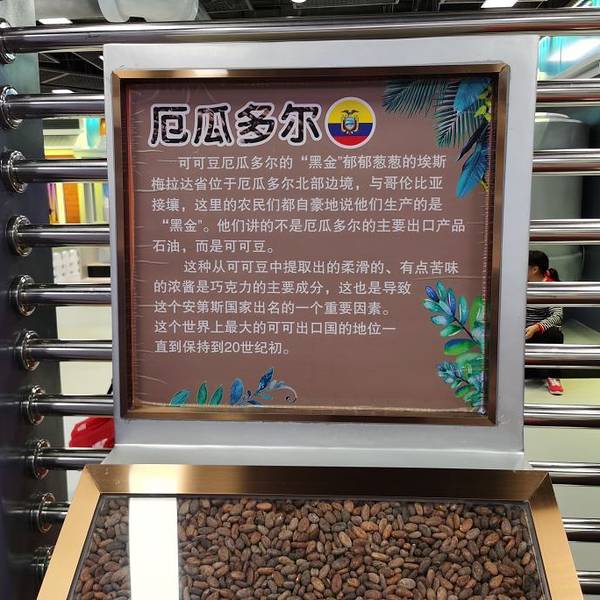 厄瓜多尔
可可豆厄瓜多尔的“黑金”郁郁葱葱的埃斯
梅拉达省位于厄瓜多尔北部边境，与哥伦比亚
接壤，这里的农民们都自豪地说他们生产的是
“黑金”。他们讲的不是厄瓜多尔的主要出口产品
石油，而是可可豆。
这种从可可豆中提取出的柔滑的、有点苦味
的浓酱是巧克力的主要成分，这也是导致
这个安第斯国家出名的一个重要因素。
这个世界上最大的可可出口国的地位一
直到保持到20世纪初。